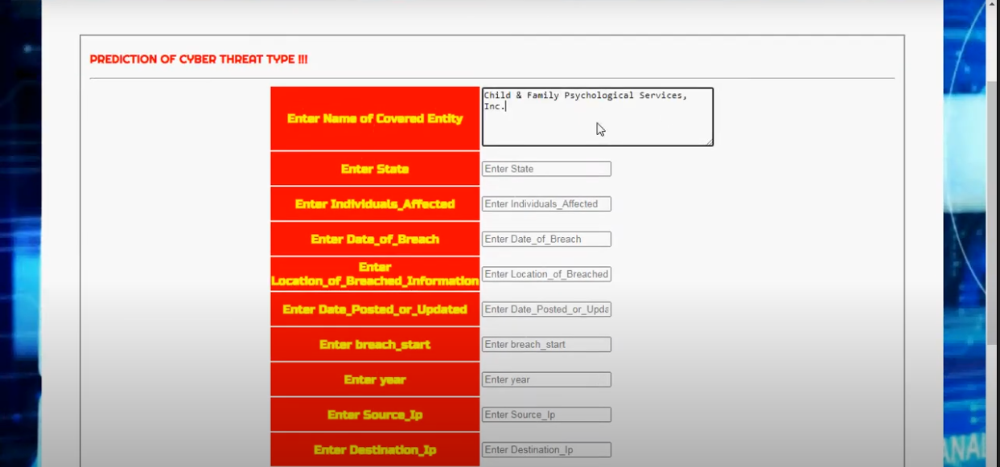 PREDICTION OF CYBER THREAT TYPE !!!
Enter Name of Covered Entity
Child & Family Psychological Services,
Inc.
Enter State
Enter State
Enter Individuals_Affected
Enter Individuals_Affected
Enter Date_of_Breach
Enter Date_of_Breach
Enter
Location_of_Breached_Information
Enter Location_of_Breached
Enter Date_Posted_or_Updated
Enter Date_Posted_or_Upda
Enter breach_start
Enter breach_start
Enter year
Enter year
Enter Source_Ip
Enter Source_Ip
Enter Destination_Ip
Enter Destination_Ip
ANAL